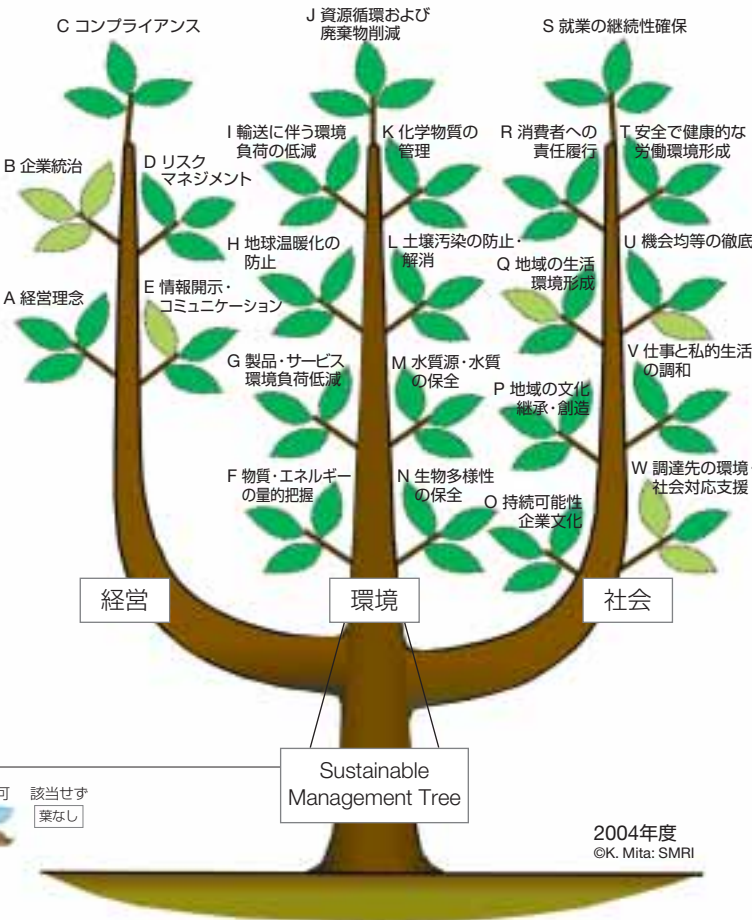 C コンプライアンス
J 資源循環および
廃棄物削減
S 就業の継続性確保
B 企業統治
D リスク
マネジメント
I 輸送に伴う環境
負荷の低減
K 化学物質の
管理
R 消費者への
責任履行
T 安全で健康的な
労働環境形成
A 経営理念
E 情報開示・
コミュニケーション
H 地球温暖化の
防止
L 土壌汚染の防止・
解消
Q 地域の生活
環境形成
U 機会均等の徹底
G 製品・サービス
環境負荷低減
M 水質源・水質
の保全
P 地域の文化
継承・創造
V 仕事と私的生活
の調和
F 物質・エネルギー
の量的把握
N 生物多様性
の保全
O 持続可能性
企業文化
W 調達先の環境・
社会対応支援
経営
環境
社会
Sustainable
Management Tree
可
該当せず
葉なし
2004年度
©K. Mita: SMRI